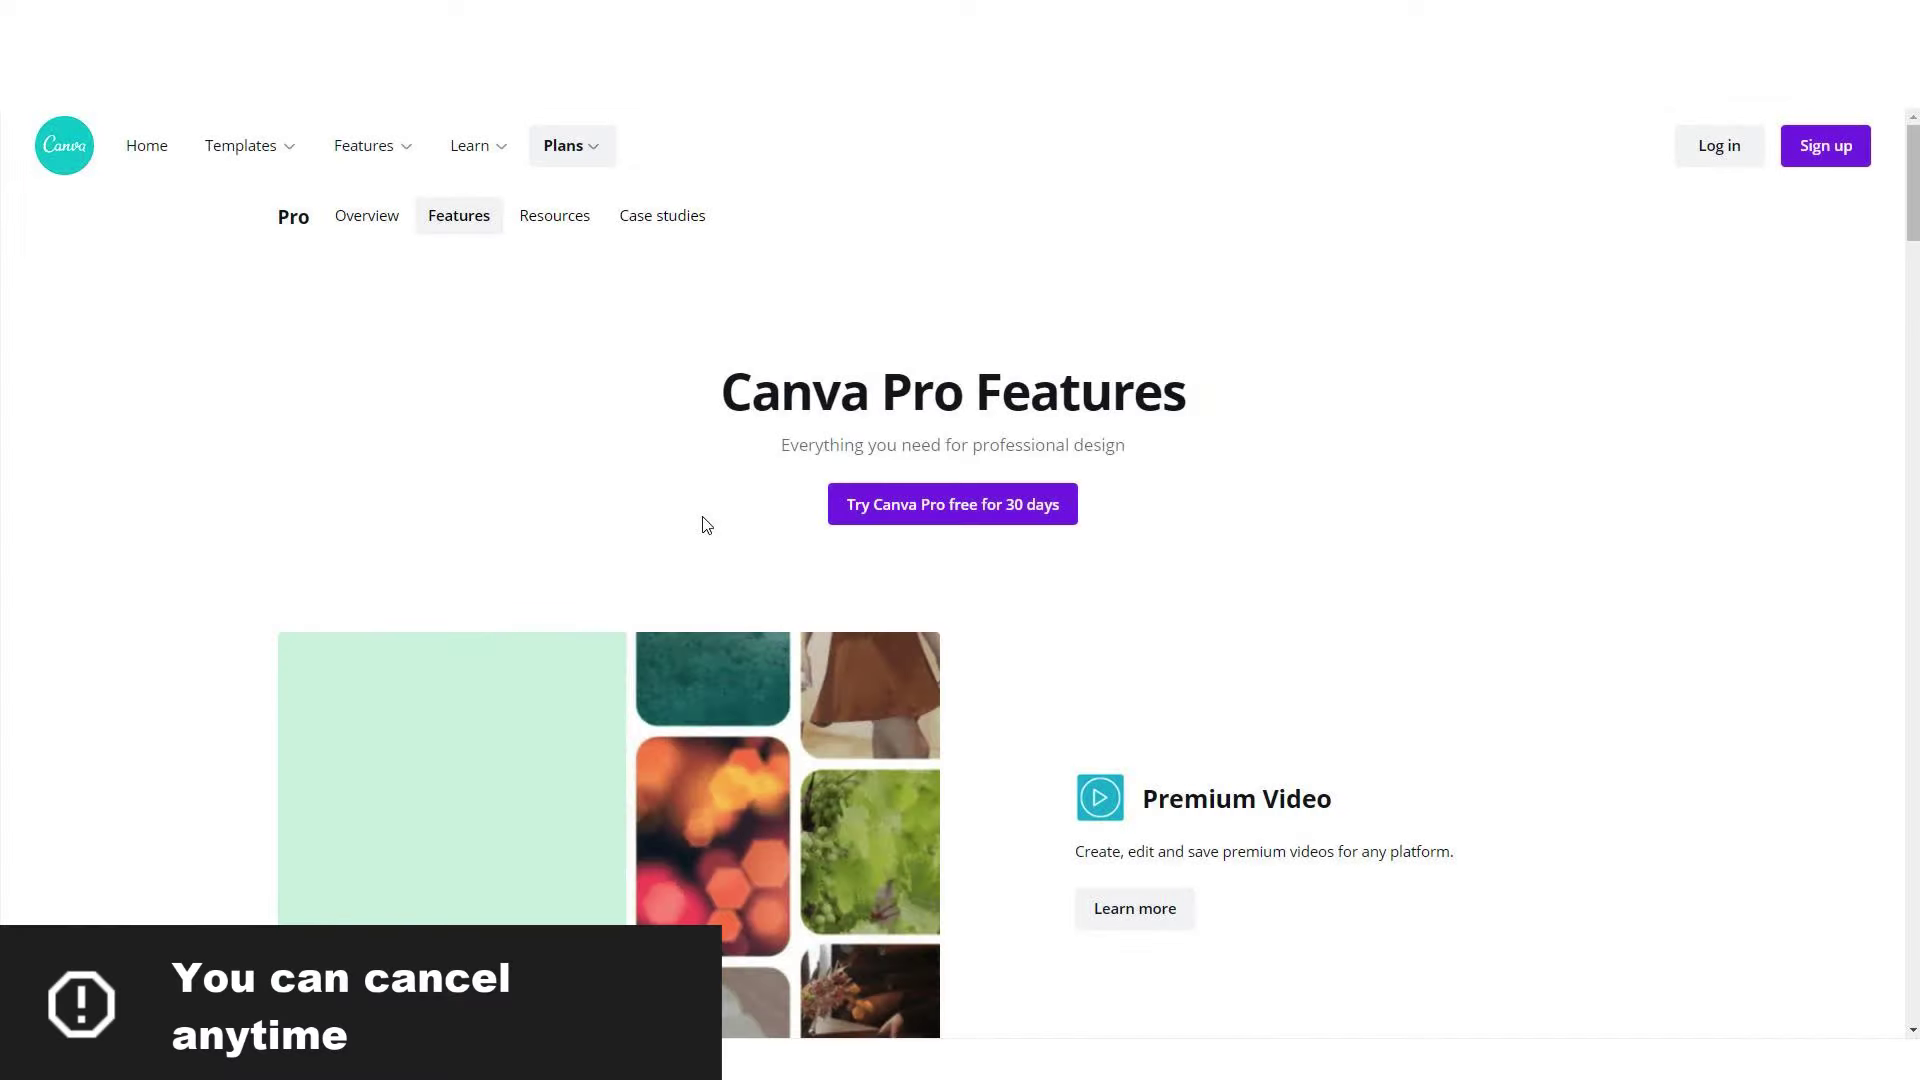 Canva
Home
Templates
Features
Learn
Plans
Log in
Sign up
Pro
Overview
Features
Resources
Case studies
Canva Pro Features
Everything you need for professional design
Try Canva Pro free for 30 days
Premium Video
Create, edit and save premium videos for any platform.
Learn more
You can cancel
anytime